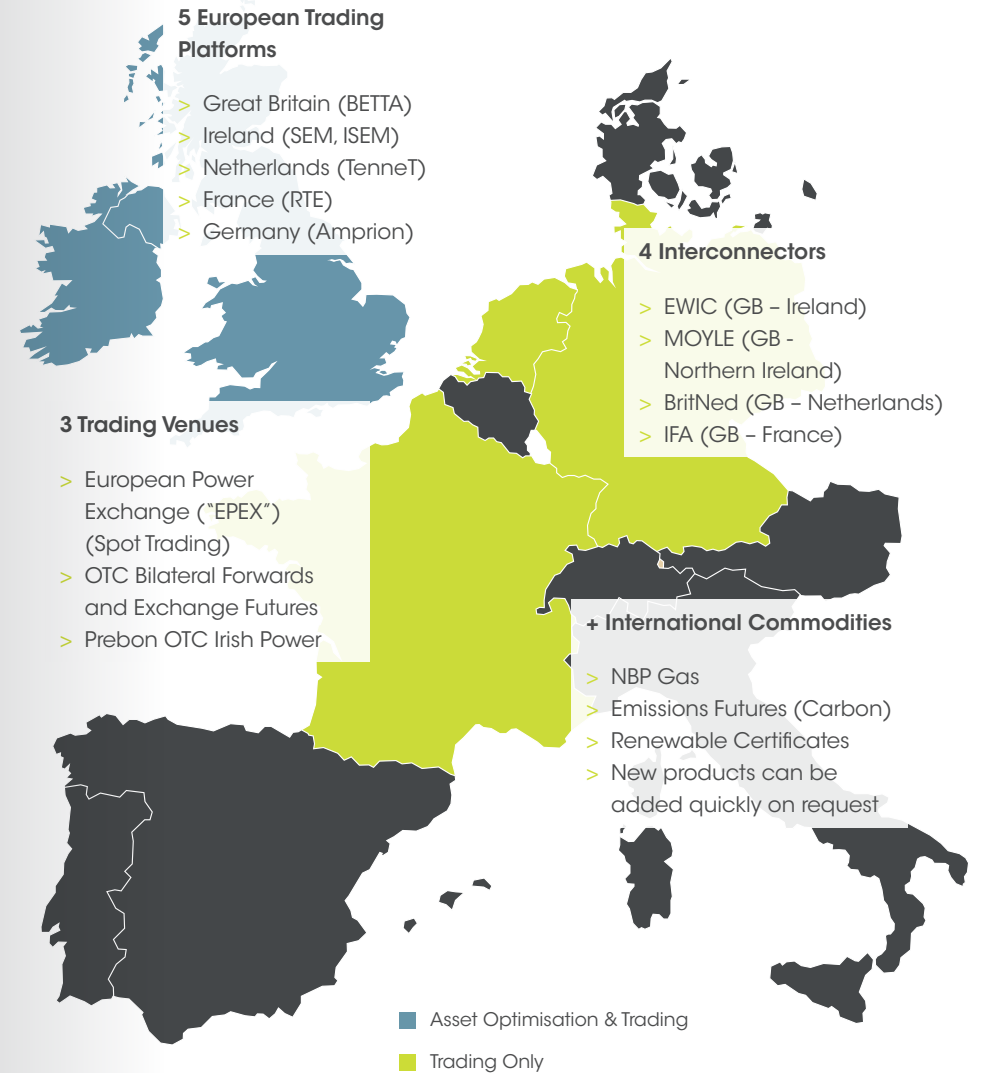 5 European Trading
Platforms
> Great Britain (BETTA)
> Ireland (SEM, ISEM)
> Netherlands (TenneT)
> France (RTE)
> Germany (Amprion)
4 Interconnectors
> EWIC (GB – Ireland)
> MOYLE (GB -
Northern Ireland)
> BritNed (GB – Netherlands)
> IFA (GB – France)
3 Trading Venues
> European Power
Exchange (“EPEX”)
(Spot Trading)
> OTC Bilateral Forwards
and Exchange Futures
> Prebon OTC Irish Power
+ International Commodities
> NBP Gas
> Emissions Futures (Carbon)
> Renewable Certificates
> New products can be
added quickly on request
Asset Optimisation & Trading
Trading Only